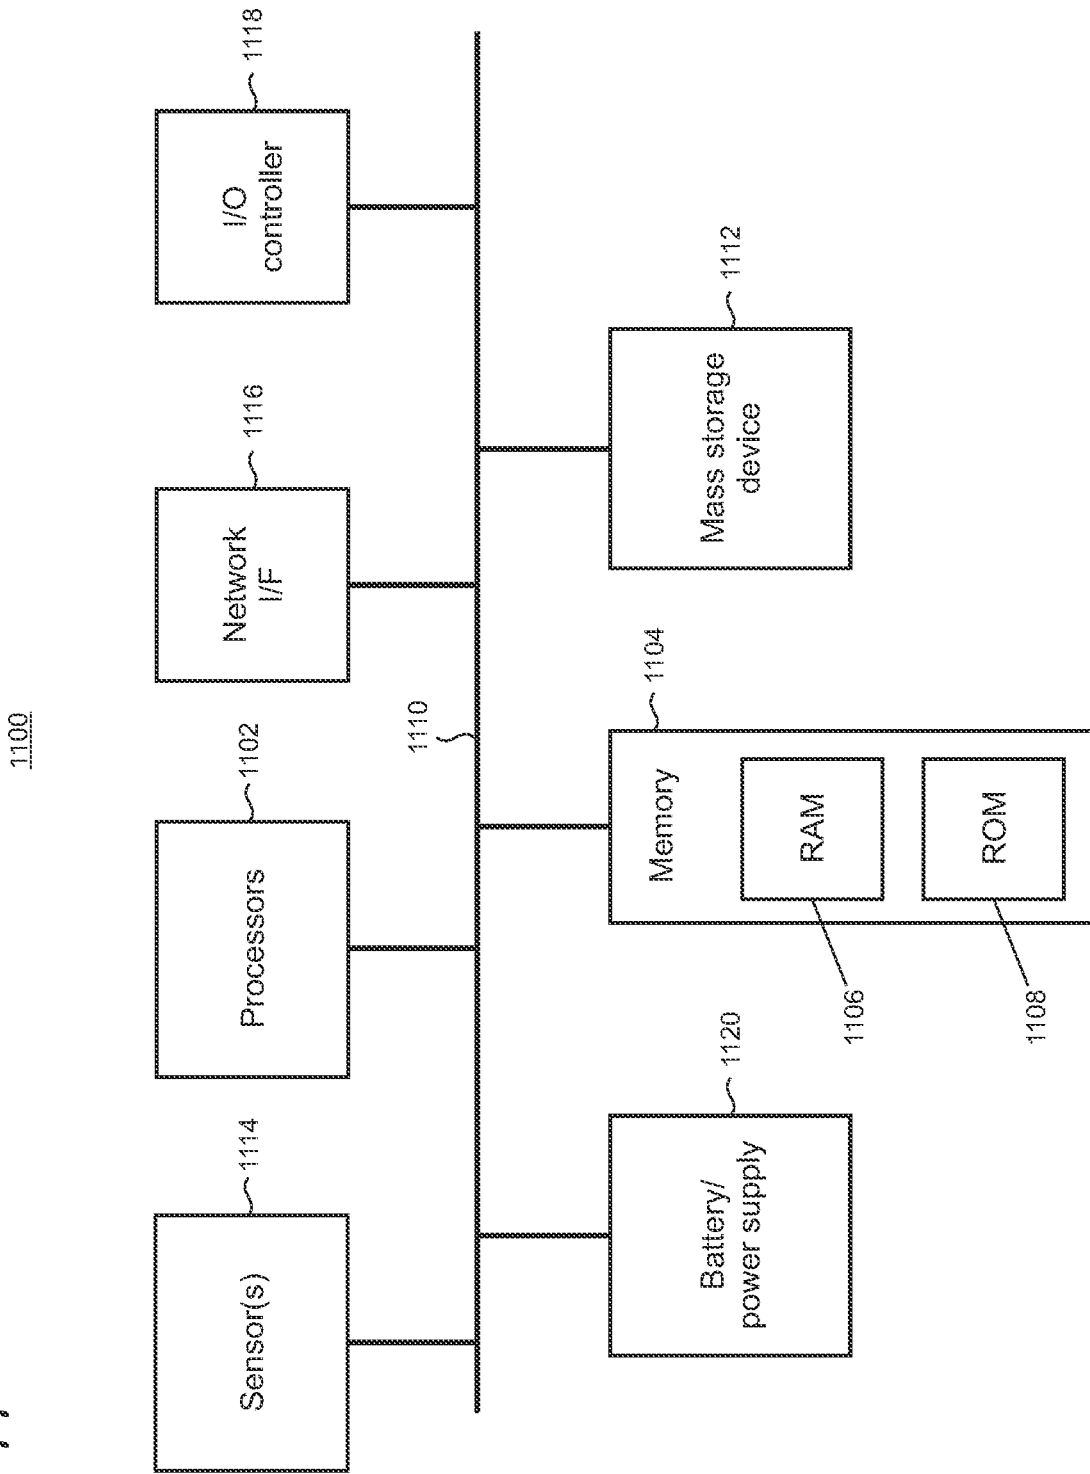 1100
1114
1102
1116
1118
Sensor(s)
Processors
Network
I/F
I/O
controller
1110
1120
1104
1112
Battery/
power supply
Memory
Mass storage
device
1106
RAM
1108
ROM